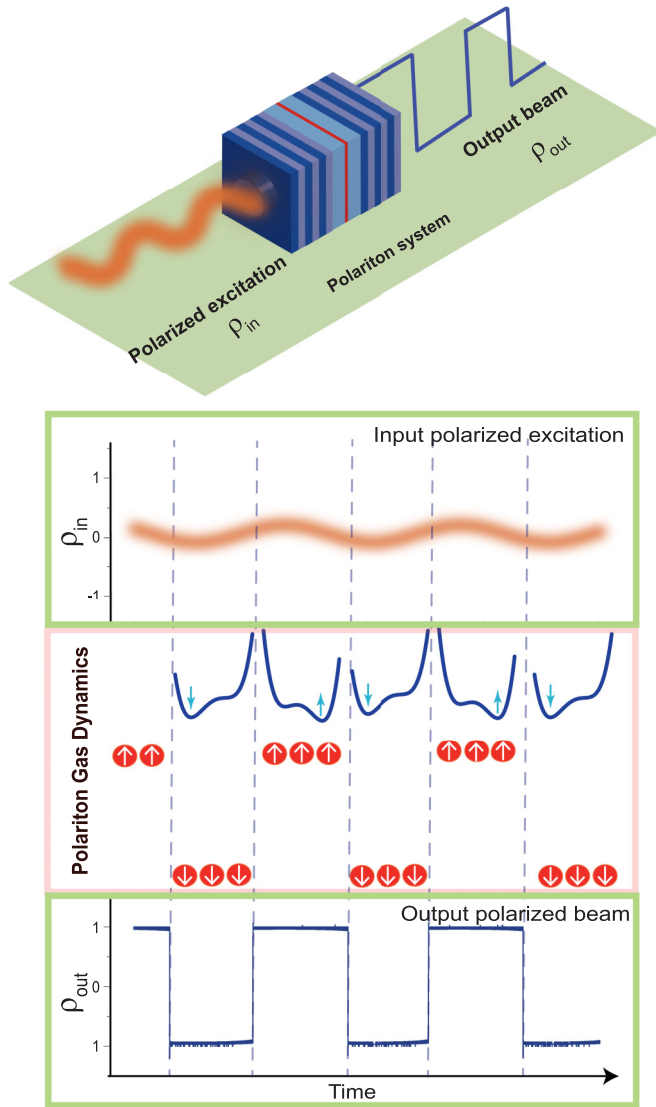 Output beam
ρout
Polariton system
Polarized excitation
ρin
Input polarized excitation
1
0
-1
ρin
Polariton Gas Dynamics
Output polarized beam
1
0
1
ρout
Time